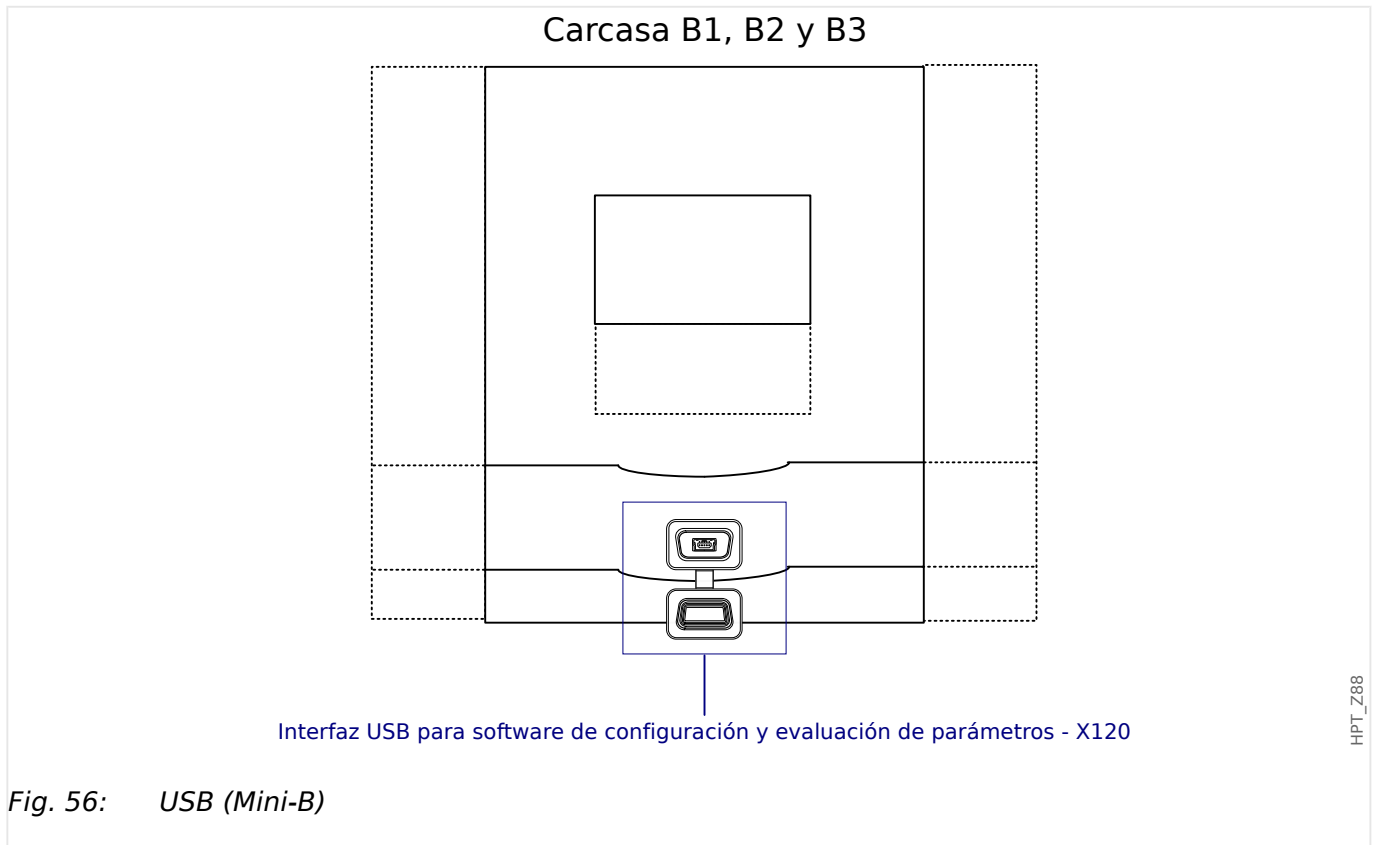 Carcasa B1, B2 y B3
Interfaz USB para software de configuración y evaluación de parámetros - X120
HPT_Z88
Fig. 56: USB (Mini-B)